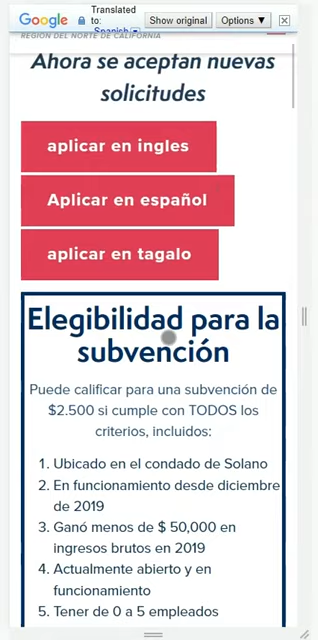 Google
Translated
to:
Spanish
Show original
Options ▼
REGIÓN DEL NORTE DE CALIFORNIA
Ahora se aceptan nuevas
solicitudes
aplicar en ingles
Aplicar en español
aplicar en tagalo
Elegibilidad para la
subvención
Puede calificar para una subvención de
$2.500 si cumple con TODOS los
criterios, incluidos:
1. Ubicado en el condado de Solano
2. En funcionamiento desde diciembre
de 2019
3. Ganó menos de $ 50,000 en
ingresos brutos en 2019
4. Actualmente abierto y en
funcionamiento
5. Tener de 0 a 5 empleados